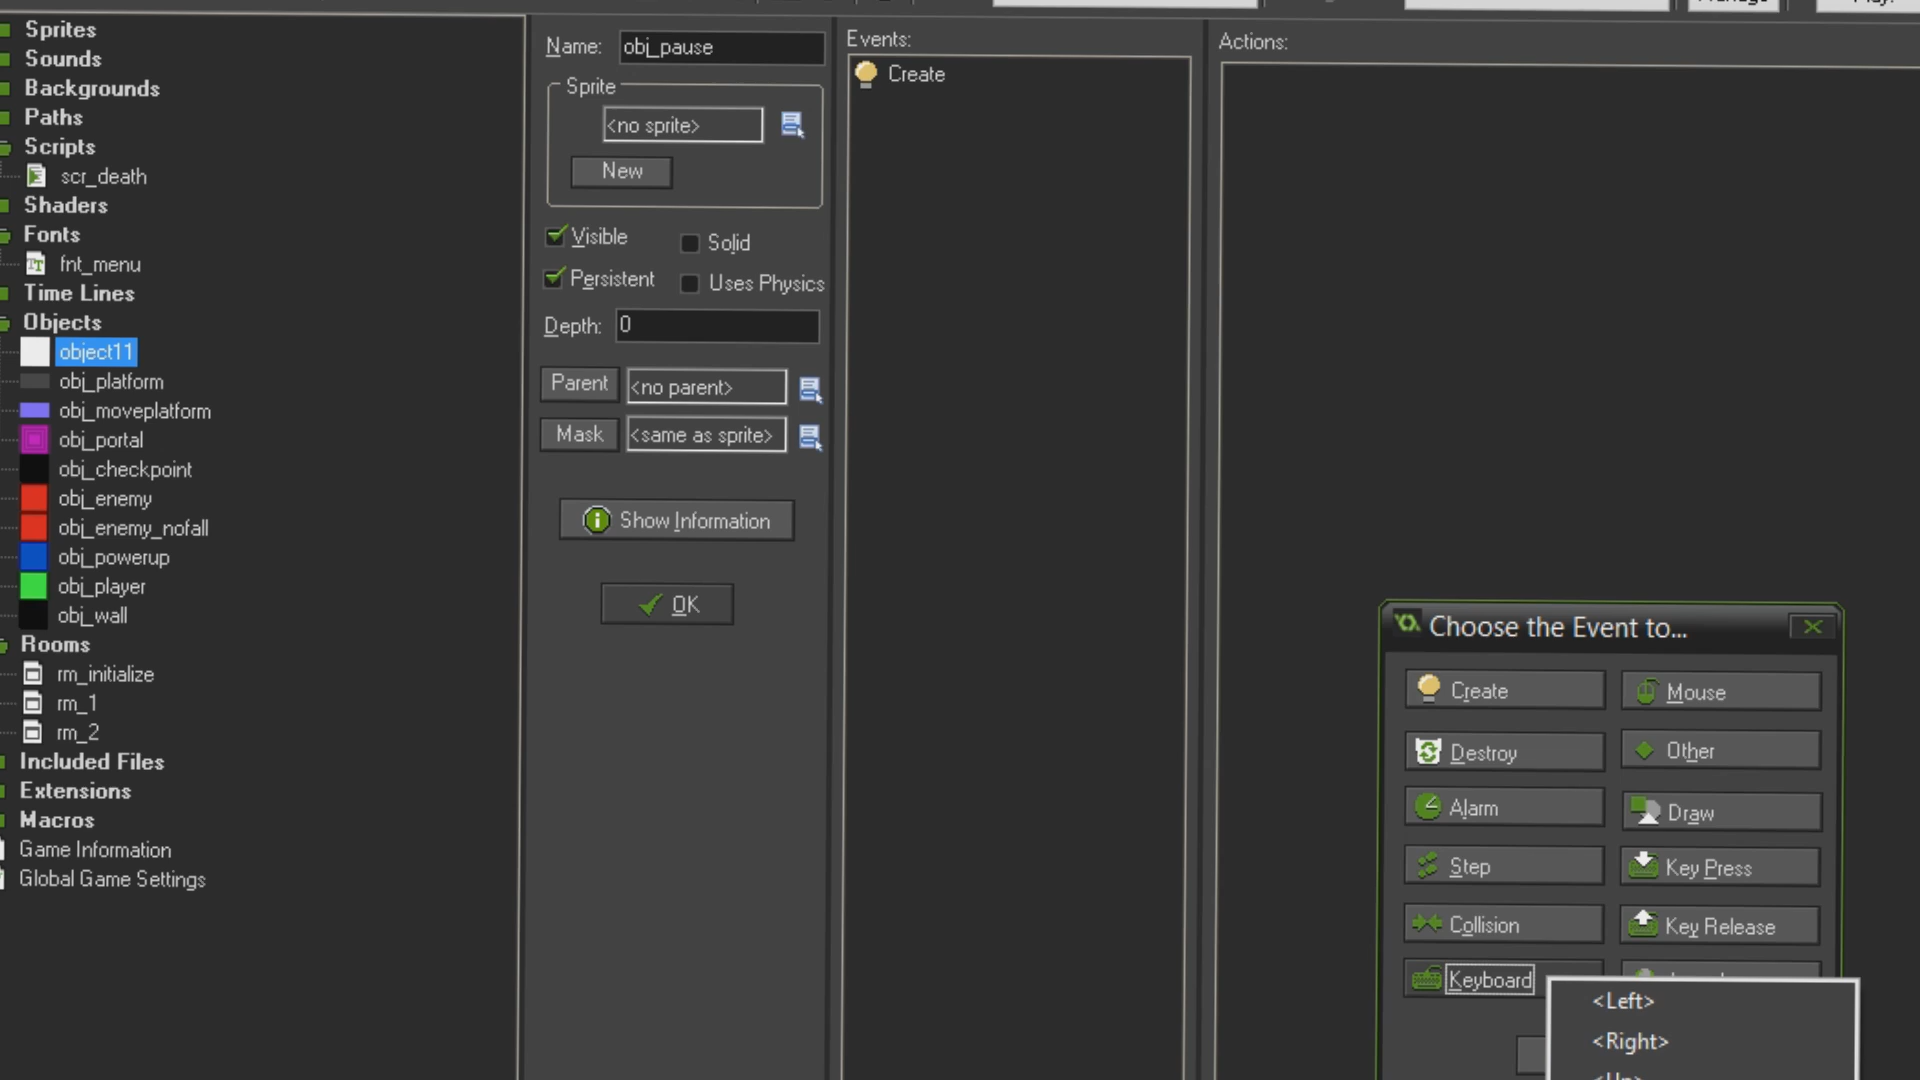 Sprites
Sounds
Backgrounds
Paths
Scripts
scr_death
Shaders
Fonts
fnt_menu
Time Lines
Objects
object11
obj_platform
obj_moveplatform
obj_portal
obj_checkpoint
obj_enemy
obj_enemy_nofall
obj_powerup
obj_player
obj_wall
Rooms
rm_initialize
rm_1
rm_2
Included Files
Extensions
Macros
Game Information
Global Game Settings
Name: obj_pause
Sprite
<no sprite>
New
Visible
Solid
Persistent
Uses Physics
Depth: 0
Parent <no parent>
Mask <same as sprite>
Show Information
OK
Events:
Create
Actions:
Choose the Event to...
Create
Mouse
Destroy
Other
Alarm
Draw
Step
Key Press
Collision
Key Release
Keyboard
<Left>
<Right>